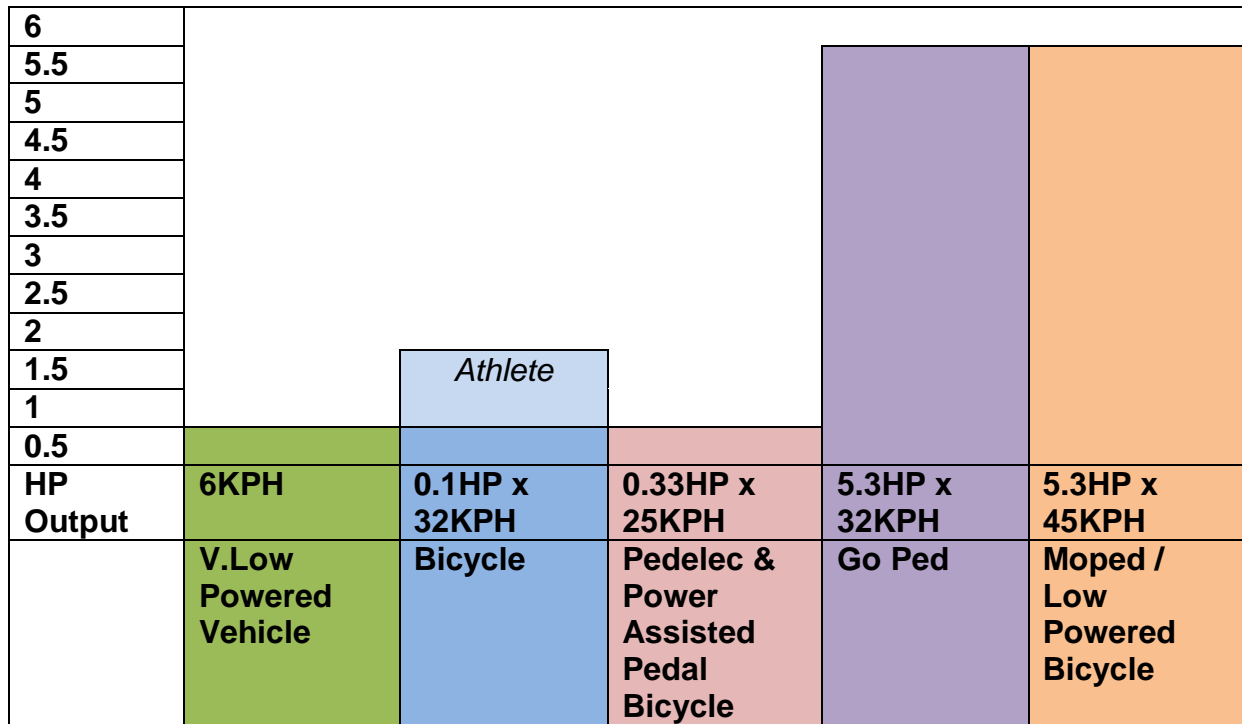 6
5.5
5
4.5
4
3.5
3
2.5
2
1.5
Athlete
1
0.5
HP
Output
6KPH
0.1HP x
32KPH
0.33HP x
25KPH
5.3HP x
32KPH
5.3HP x
45KPH
V.Low
Powered
Vehicle
Bicycle
Pedelec &
Power
Assisted
Pedal
Bicycle
Go Ped
Moped /
Low
Powered
Bicycle